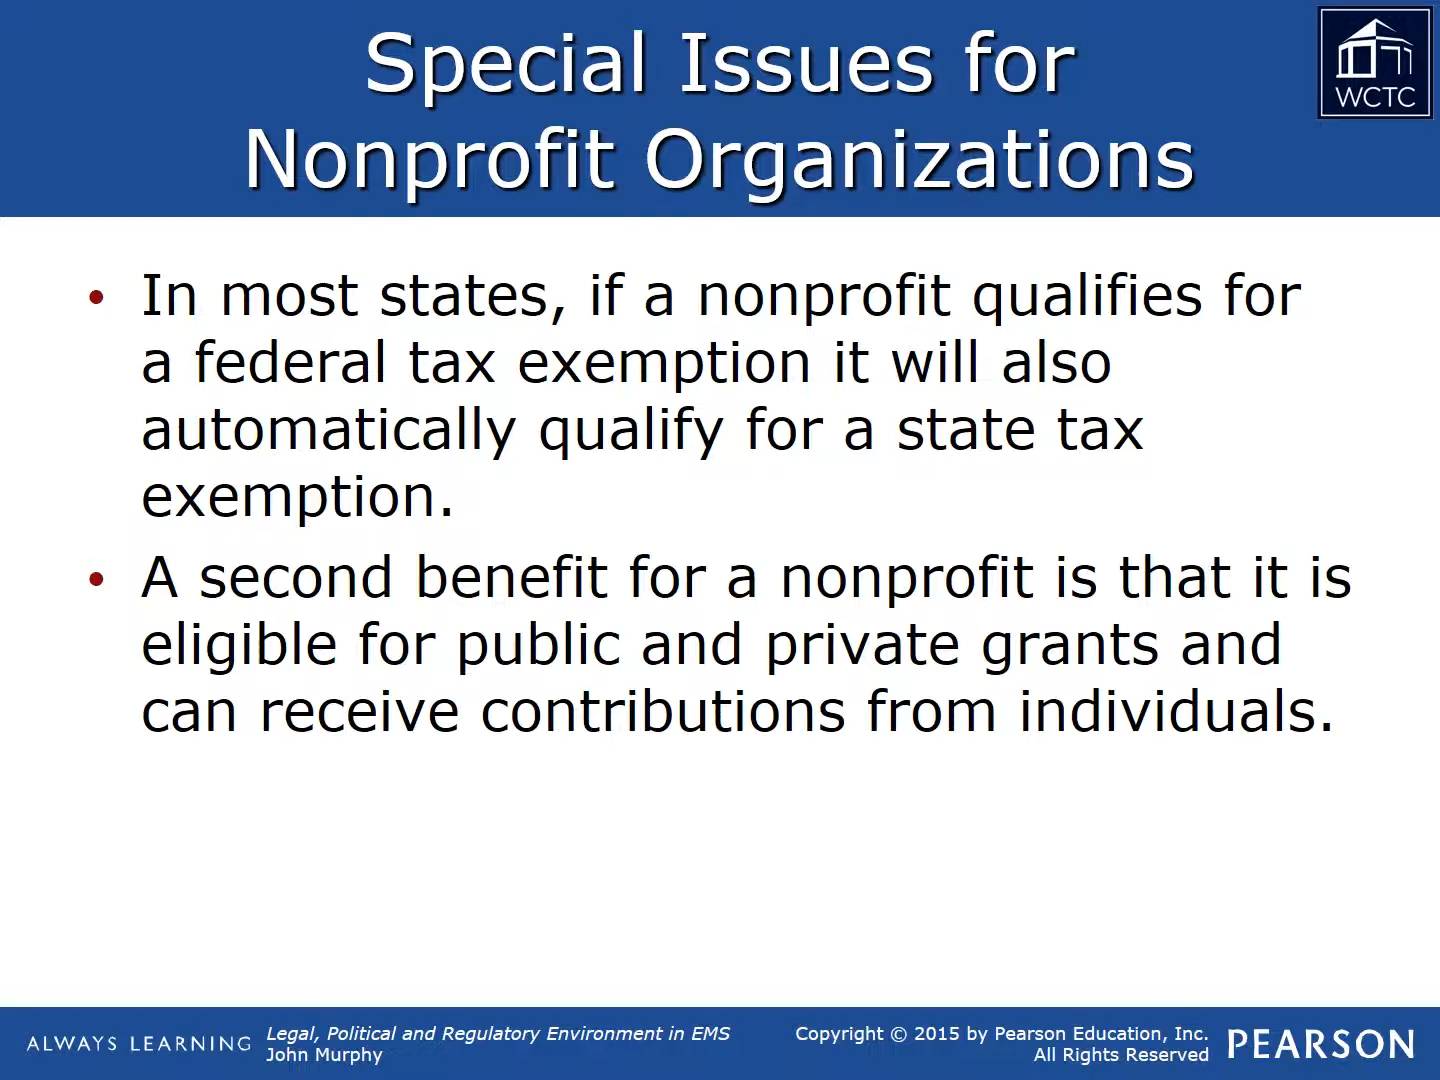 Special Issues for
Nonprofit Organizations
WCTC
• In most states, if a nonprofit qualifies for
a federal tax exemption it will also
automatically qualify for a state tax
exemption.
• A second benefit for a nonprofit is that it is
eligible for public and private grants and
can receive contributions from individuals.
ALWAYS LEARNING
Legal, Political and Regulatory Environment in EMS
John Murphy
Copyright © 2015 by Pearson Education, Inc.
All Rights Reserved
PEARSON